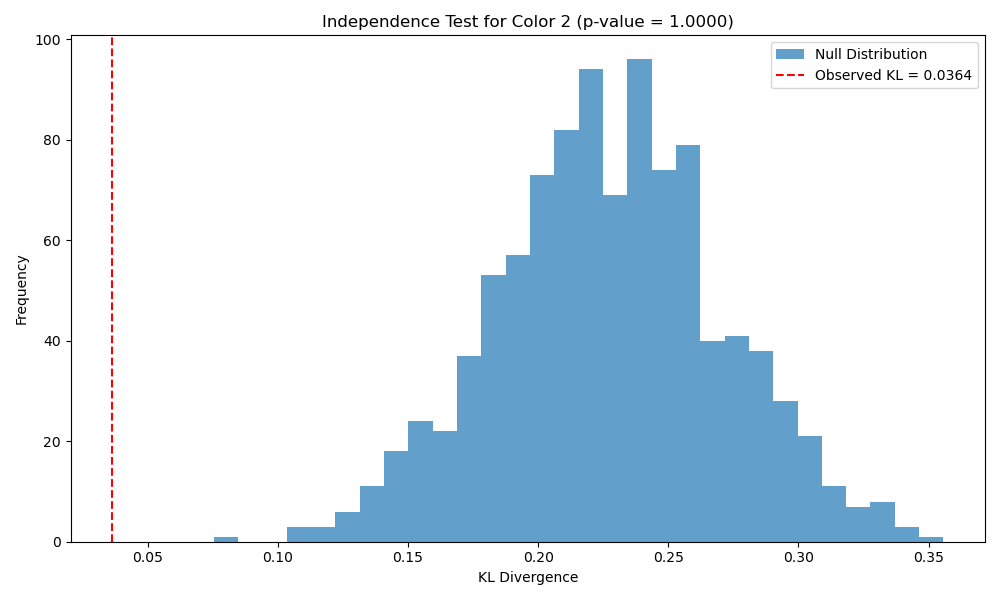 Independence Test for Color 2 (p-value = 1.0000)
Null Distribution
Observed KL = 0.0364
100
80
60
40
20
0
Frequency
0.05 0.10 0.15 0.20 0.25 0.30 0.35
KL Divergence